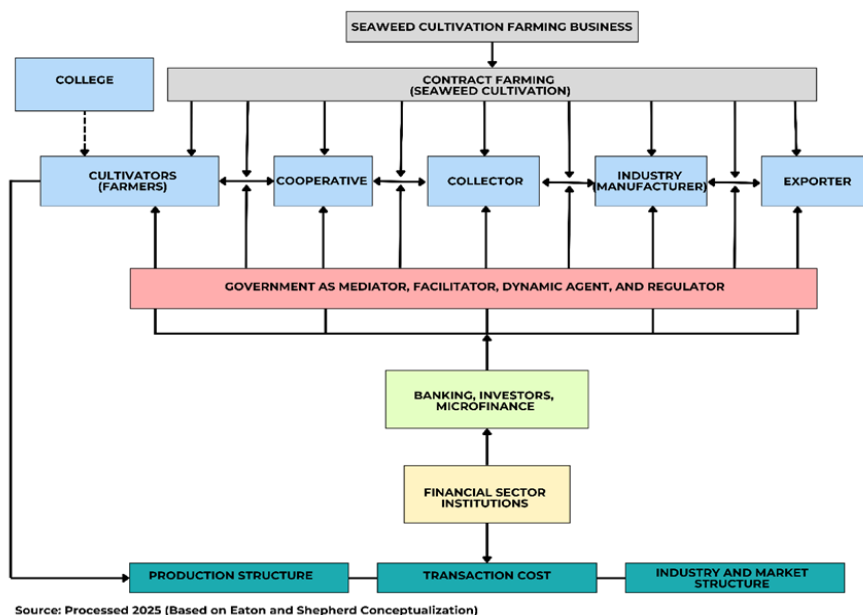 SEAWEED CULTIVATION FARMING BUSINESS
COLLEGE
CONTRACT FARMING
(SEAWEED CULTIVATION)
CULTIVATORS
(FARMERS)
COOPERATIVE
COLLECTOR
INDUSTRY
(MANUFACTURER)
EXPORTER
GOVERNMENT AS MEDIATOR, FACILITATOR, DYNAMIC AGENT, AND REGULATOR
BANKING, INVESTORS,
MICROFINANCE
FINANCIAL SECTOR
INSTITUTIONS
PRODUCTION STRUCTURE
TRANSACTION COST
INDUSTRY AND MARKET
STRUCTURE
Source: Processed 2025 (Based on Eaton and Shepherd Conceptualization)